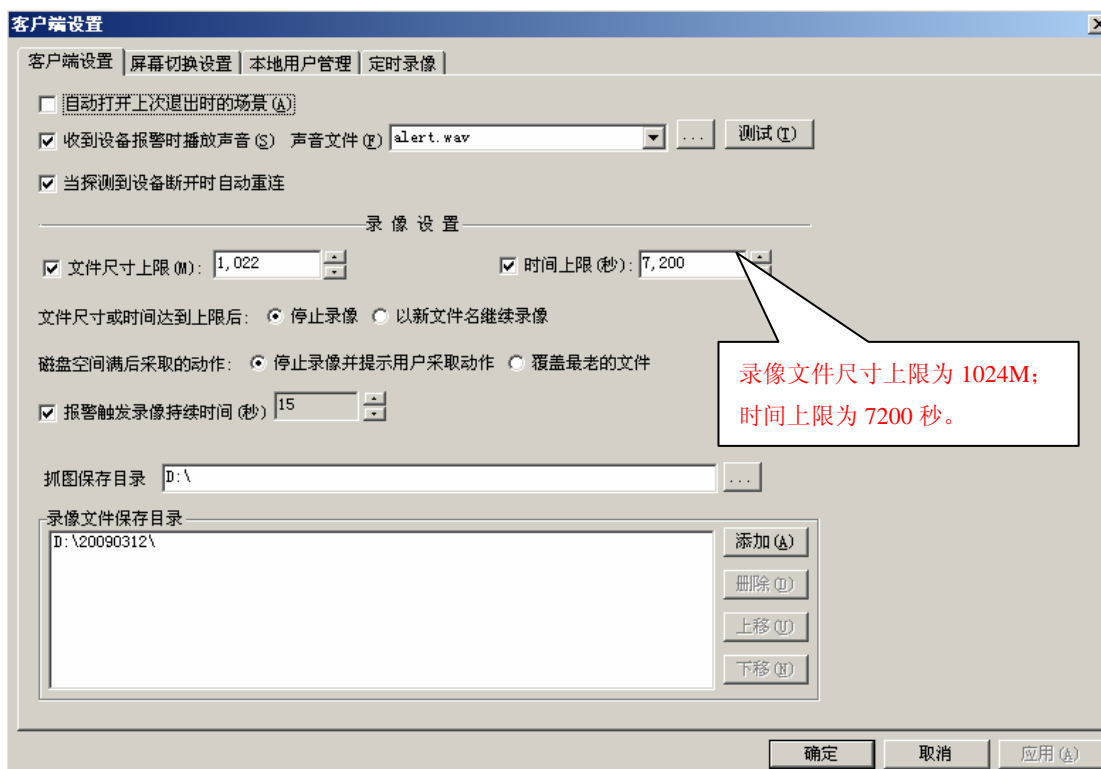 客户端设置
客户端设置 屏幕切换设置 本地用户管理 定时录像
自动打开上次退出时的场景(A)
收到设备报警时播放声音(S) 声音文件(F) alert.wav ... 测试(T)
当探测到设备断开时自动重连
录 像 设 置
文件尺寸上限(M): 1,022 时间上限(秒): 7,200
文件尺寸或时间达到上限后: 停止录像 以新文件名继续录像
磁盘空间满后采取的动作: 停止录像并提示用户采取动作 覆盖最老的文件
录像文件尺寸上限为 1024M;
时间上限为 7200 秒。
报警触发录像持续时间(秒) 15
抓图保存目录 D:\ ...
录像文件保存目录
D:\20090312\
添加(A)
删除(D)
上移(U)
下移(N)
确定 取消 应用(A)